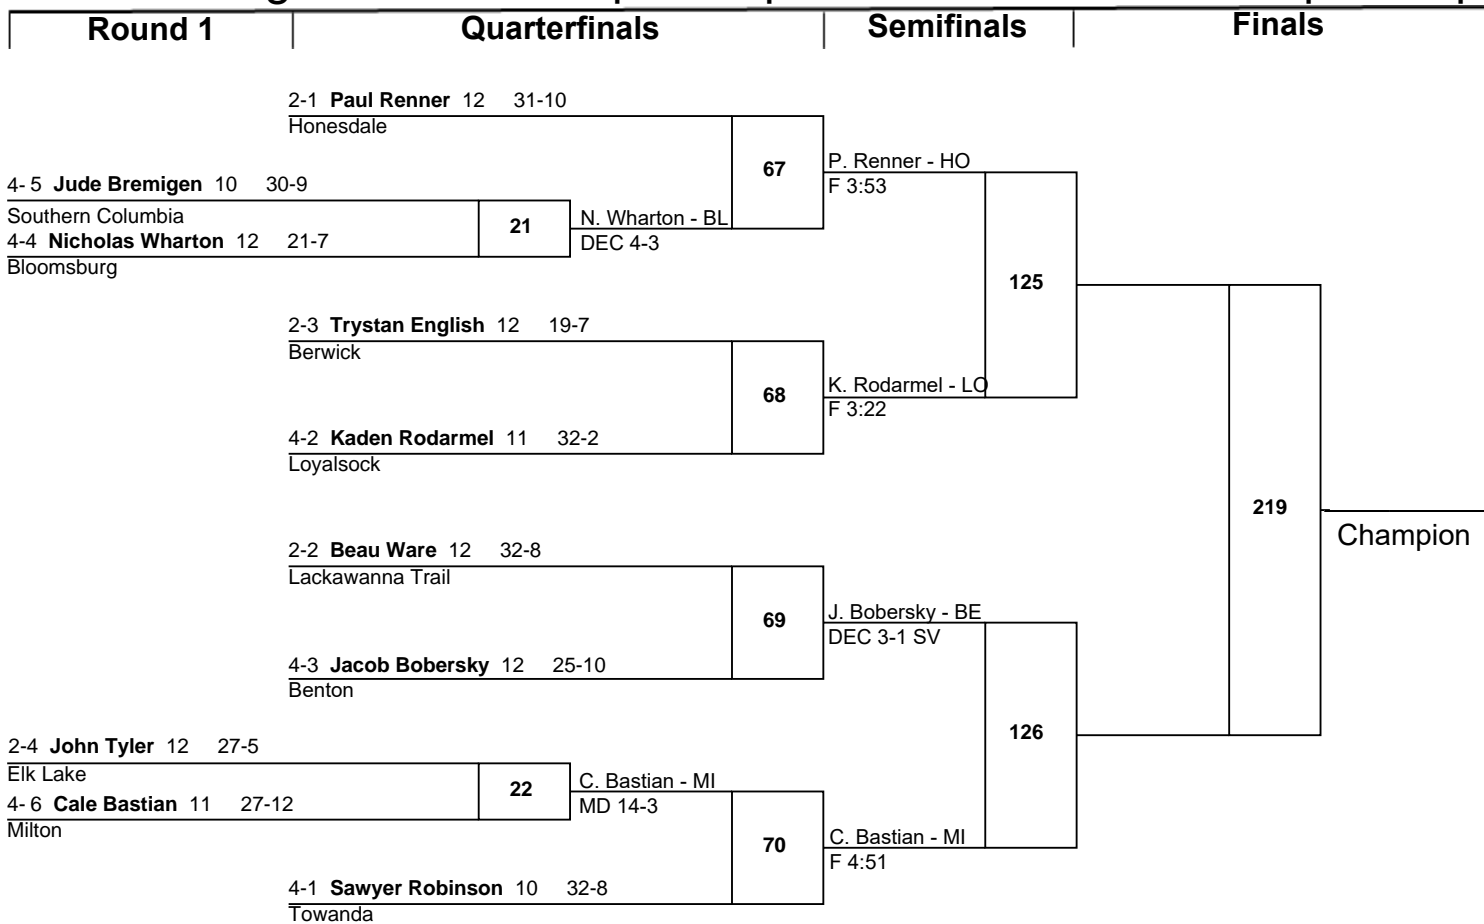 Round 1 Quarterfinals Semifinals Finals
2-1 Paul Renner 12 31-10
Honesdale
67
P. Renner - HO
F 3:53
4- 5 Jude Bremigen 10 30-9
Southern Columbia
21
N. Wharton - BL
DEC 4-3
4-4 Nicholas Wharton 12 21-7
Bloomsburg
125
2-3 Trystan English 12 19-7
Berwick
68
K. Rodarmel - LO
F 3:22
4-2 Kaden Rodarmel 11 32-2
Loyalsock
219
Champion
2-2 Beau Ware 12 32-8
Lackawanna Trail
69
J. Bobersky - BE
DEC 3-1 SV
4-3 Jacob Bobersky 12 25-10
Benton
126
2-4 John Tyler 12 27-5
Elk Lake
22
C. Bastian - MI
MD 14-3
4- 6 Cale Bastian 11 27-12
Milton
70
C. Bastian - MI
F 4:51
4-1 Sawyer Robinson 10 32-8
Towanda